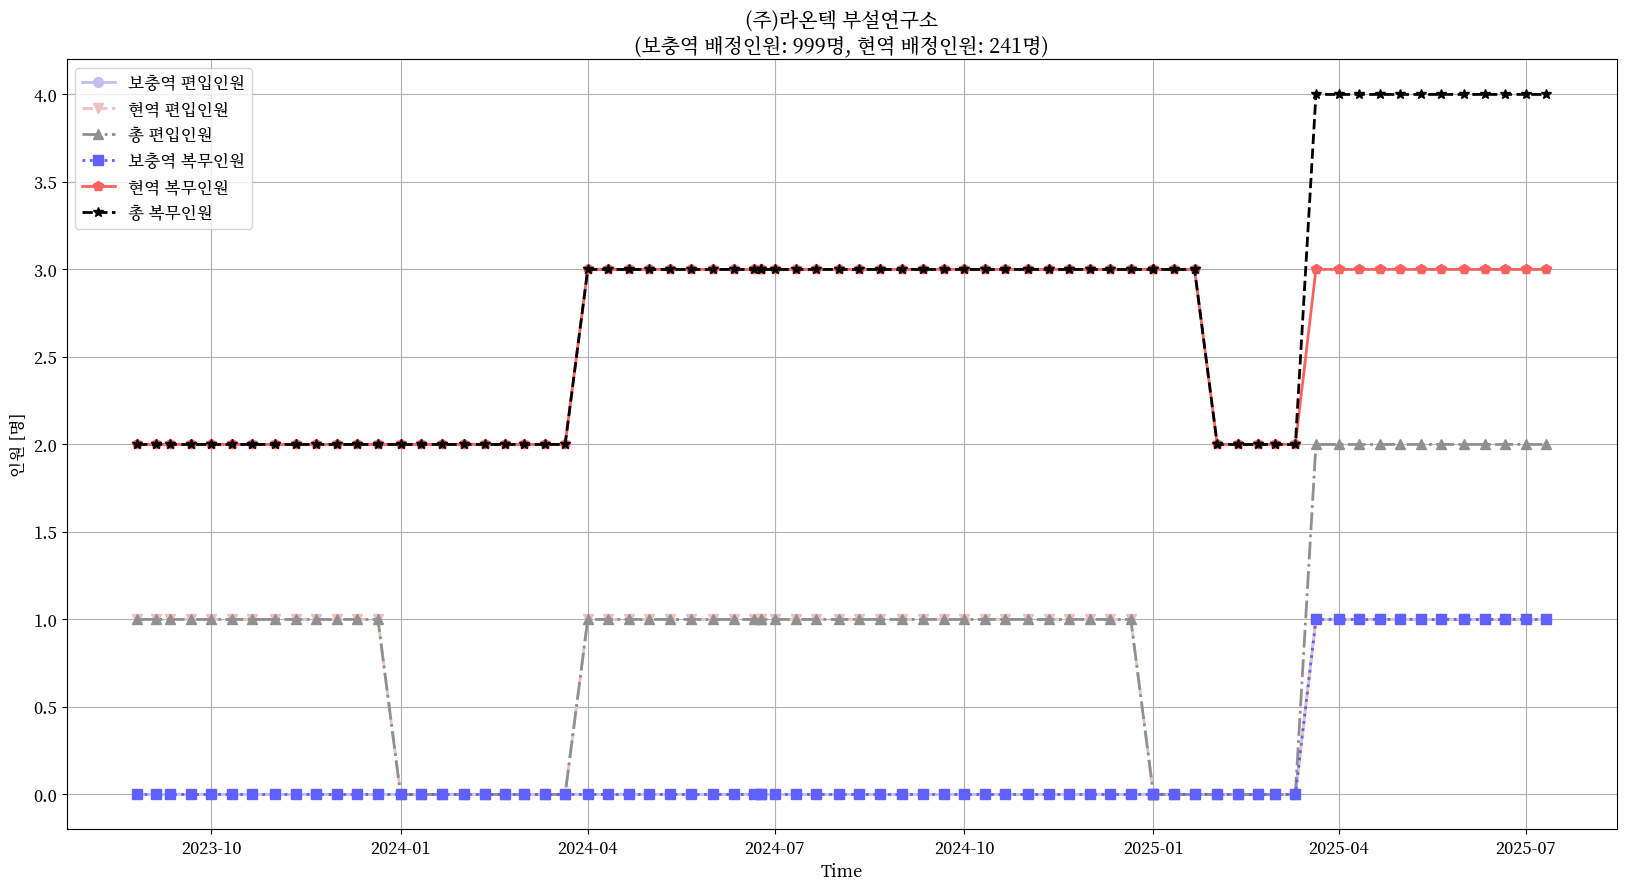 (주)라온텍 부설연구소
(보충역 배정인원: 999명, 현역 배정인원: 241명)
보충역 편입인원
현역 편입인원
총 편입인원
보충역 복무인원
현역 복무인원
총 복무인원
4.0
3.5
3.0
2.5
2.0
1.5
1.0
0.5
0.0
인원 [명]
2023-10
2024-01
2024-04
2024-07
2024-10
2025-01
2025-04
2025-07
Time